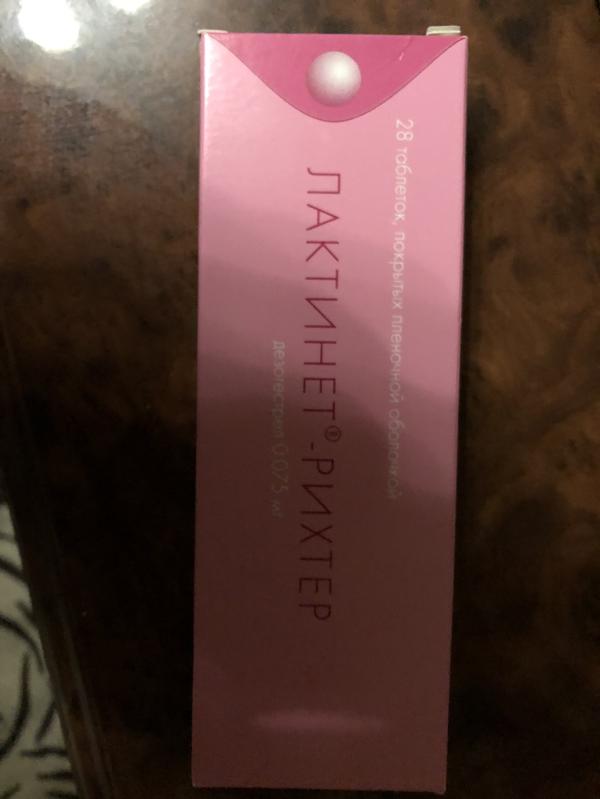 28 таблеток, покрытых пленочной оболочкой
ЛАКТИНЕТ®-РИХТЕР
дезогестрел 0,075 мг